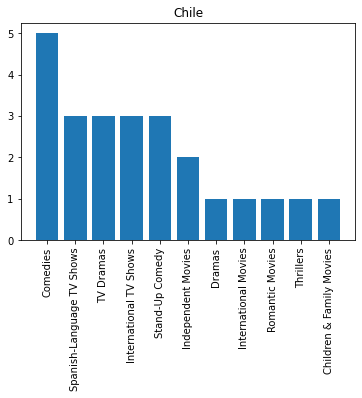 Chile
5
4
3
2
1
0
Comedies
Spanish-Language TV Shows
TV Dramas
International TV Shows
Stand-Up Comedy
Independent Movies
Dramas
International Movies
Romantic Movies
Thrillers
Children & Family Movies